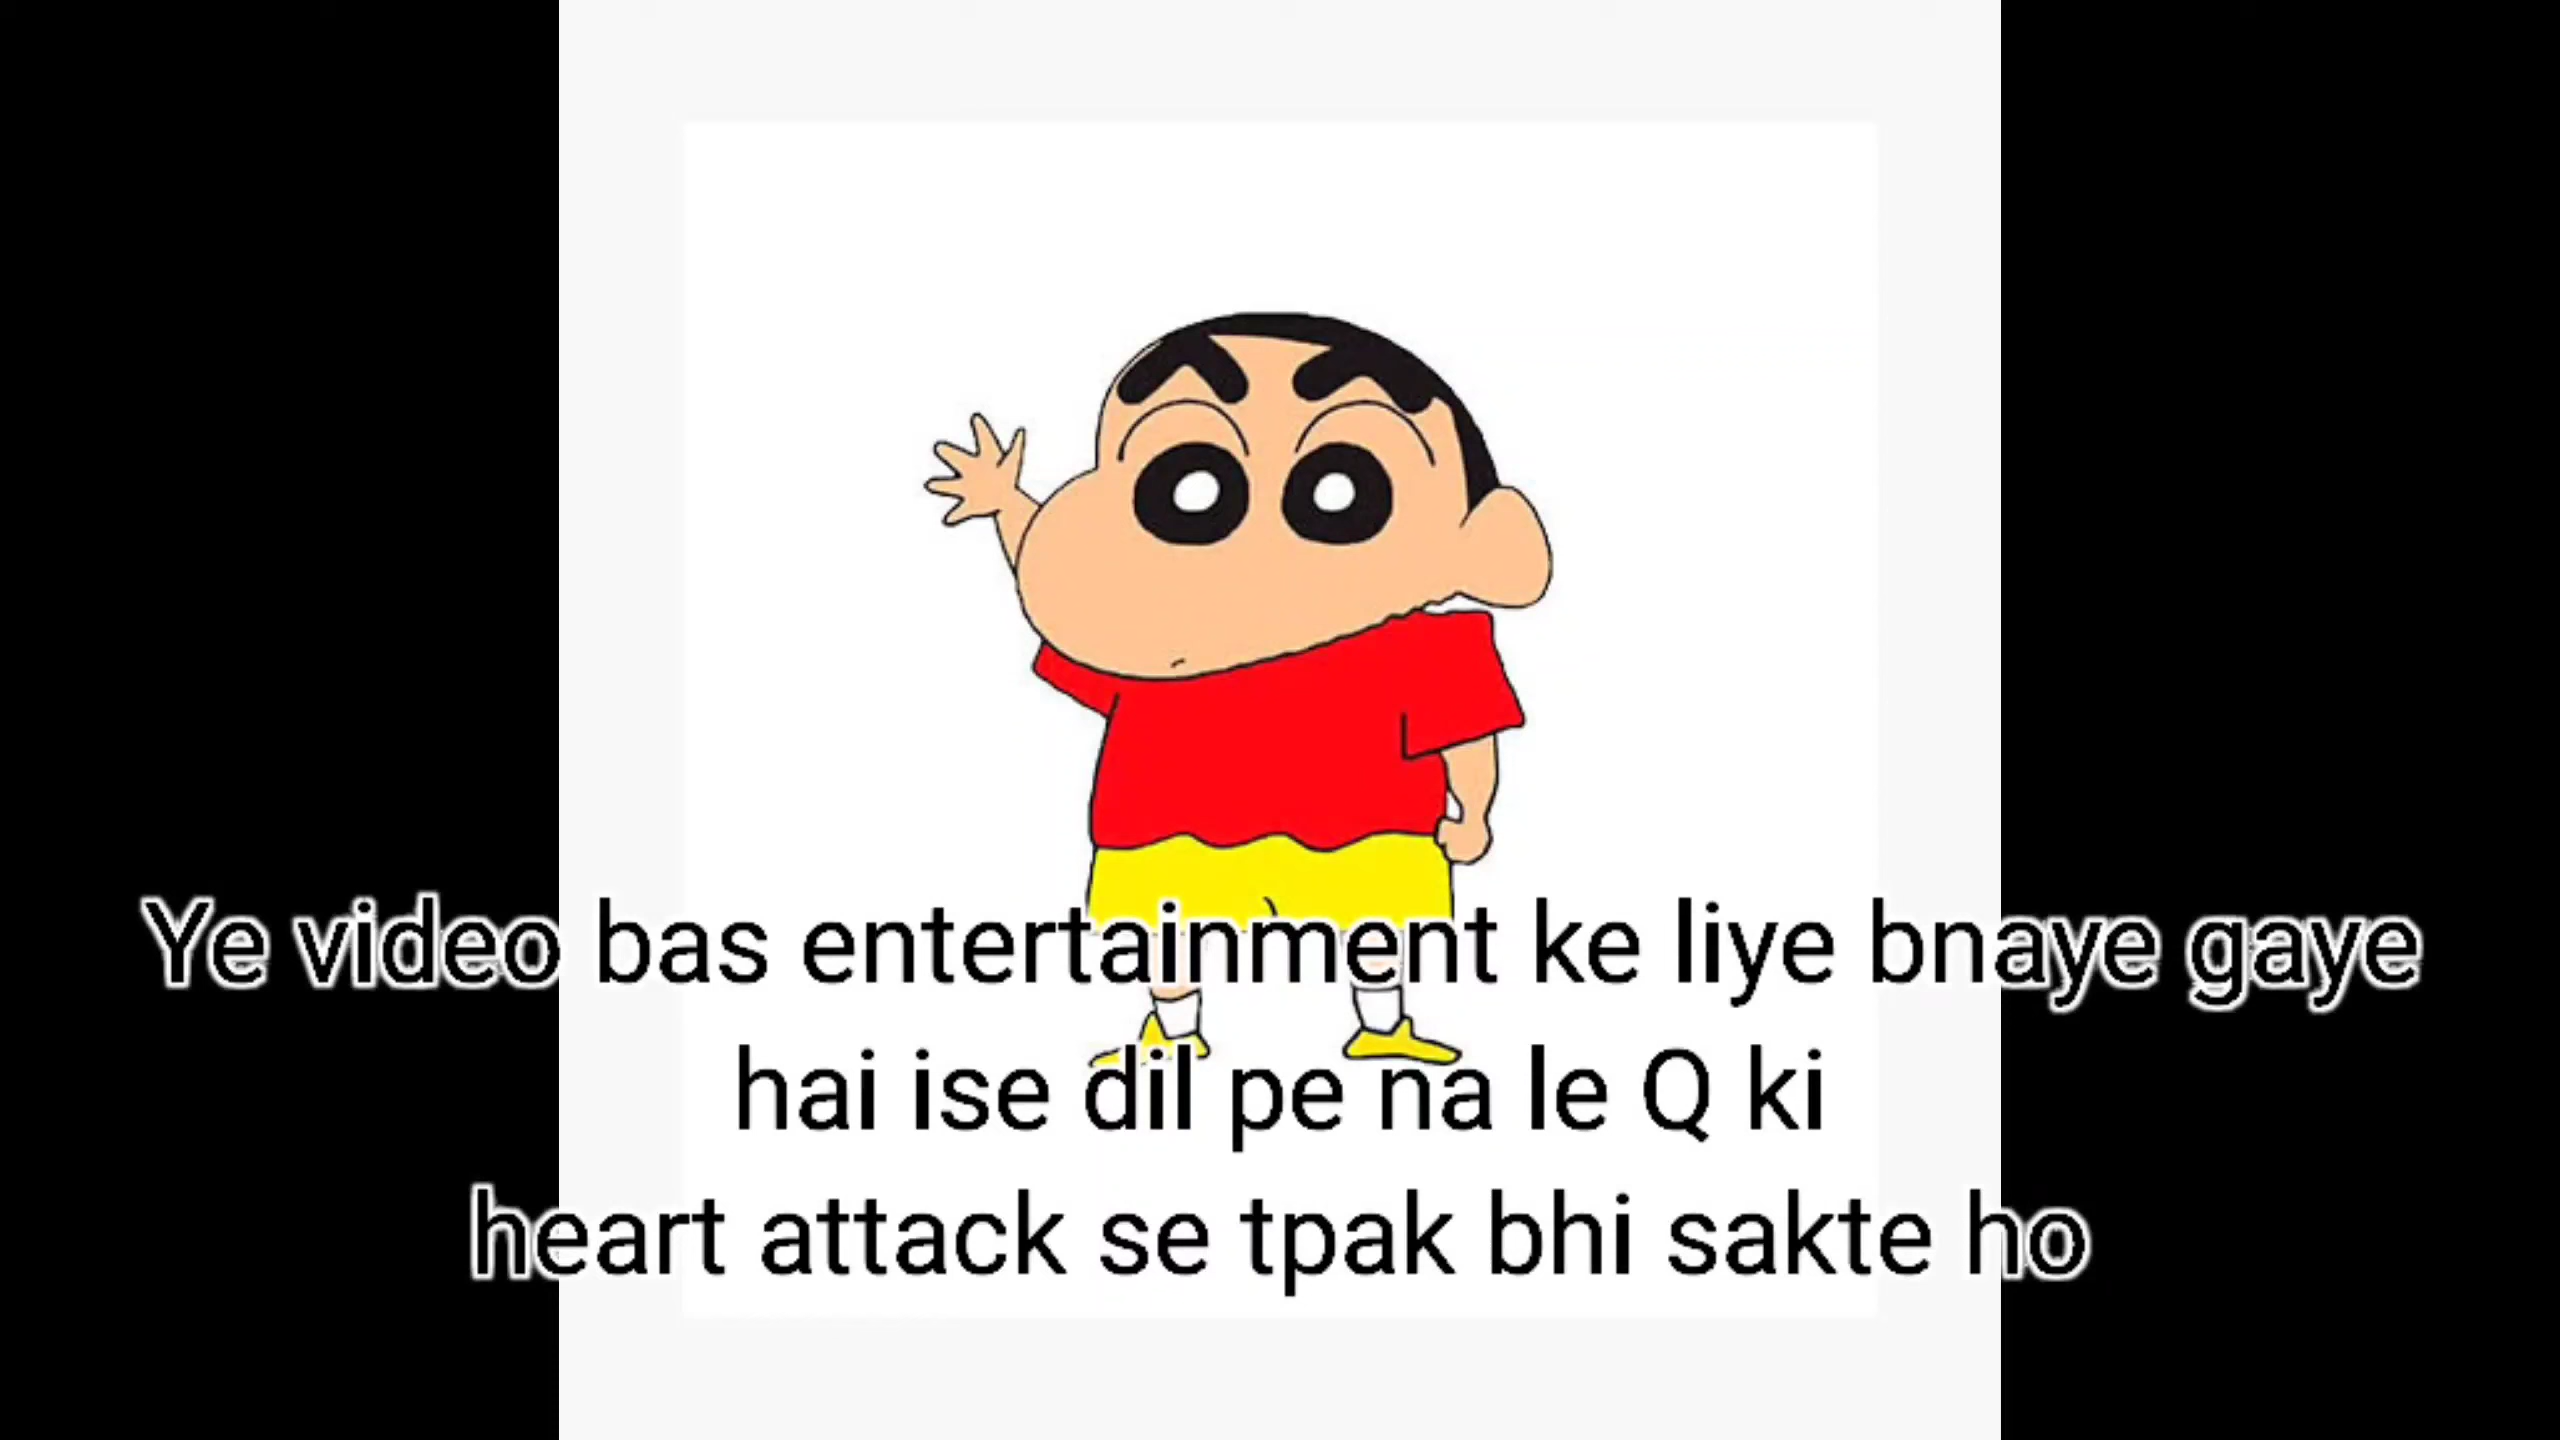 Ye video bas entertainment ke liye bnaye gaye
hai ise dil pe na le Q ki
heart attack se tpak bhi sakte ho